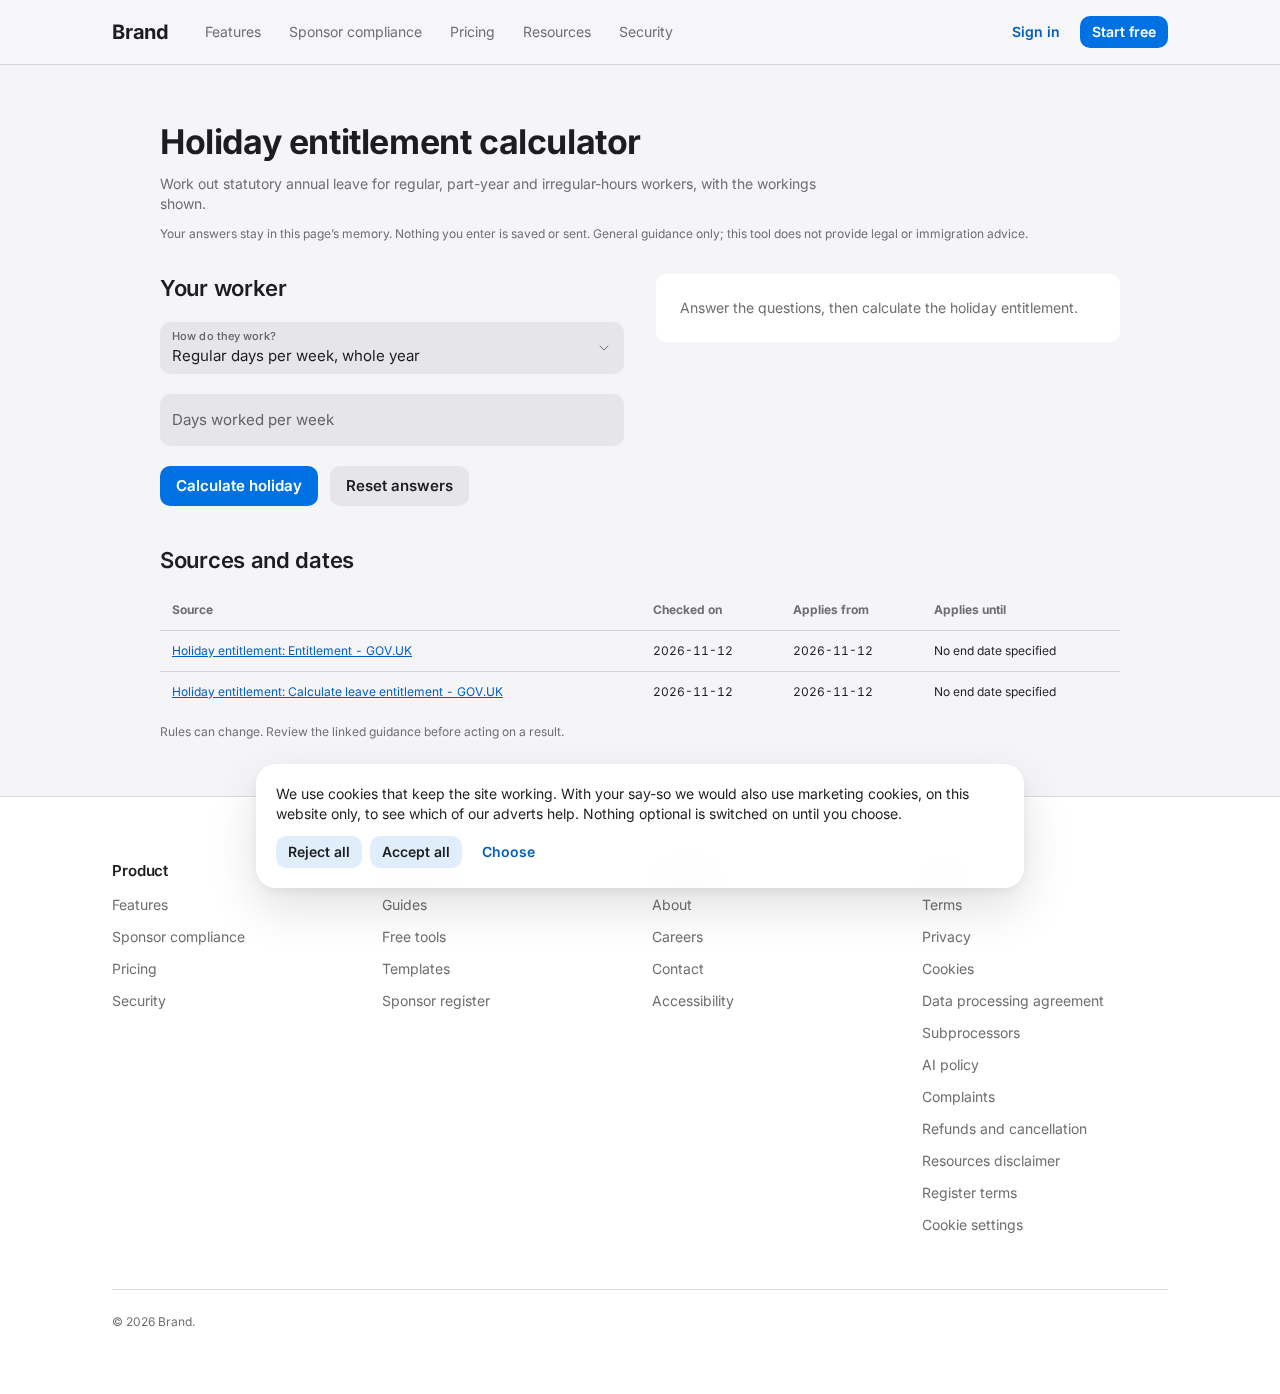 Brand
Features
Sponsor compliance
Pricing
Resources
Security
Sign in
Start free
Holiday entitlement calculator
Work out statutory annual leave for regular, part-year and irregular-hours workers, with the workings
shown.
Your answers stay in this page’s memory. Nothing you enter is saved or sent. General guidance only; this tool does not provide legal or immigration advice.
Your worker
How do they work?
Regular days per week, whole year
Days worked per week
Calculate holiday
Reset answers
Answer the questions, then calculate the holiday entitlement.
Sources and dates
Source
Checked on
Applies from
Applies until
Holiday entitlement: Entitlement - GOV.UK
2026-11-12
2026-11-12
No end date specified
Holiday entitlement: Calculate leave entitlement - GOV.UK
2026-11-12
2026-11-12
No end date specified
Rules can change. Review the linked guidance before acting on a result.
We use cookies that keep the site working. With your say-so we would also use marketing cookies, on this
website only, to see which of our adverts help. Nothing optional is switched on until you choose.
Reject all
Accept all
Choose
Product
Features
Sponsor compliance
Pricing
Security
Guides
Free tools
Templates
Sponsor register
About
Careers
Contact
Accessibility
Terms
Privacy
Cookies
Data processing agreement
Subprocessors
AI policy
Complaints
Refunds and cancellation
Resources disclaimer
Register terms
Cookie settings
© 2026 Brand.